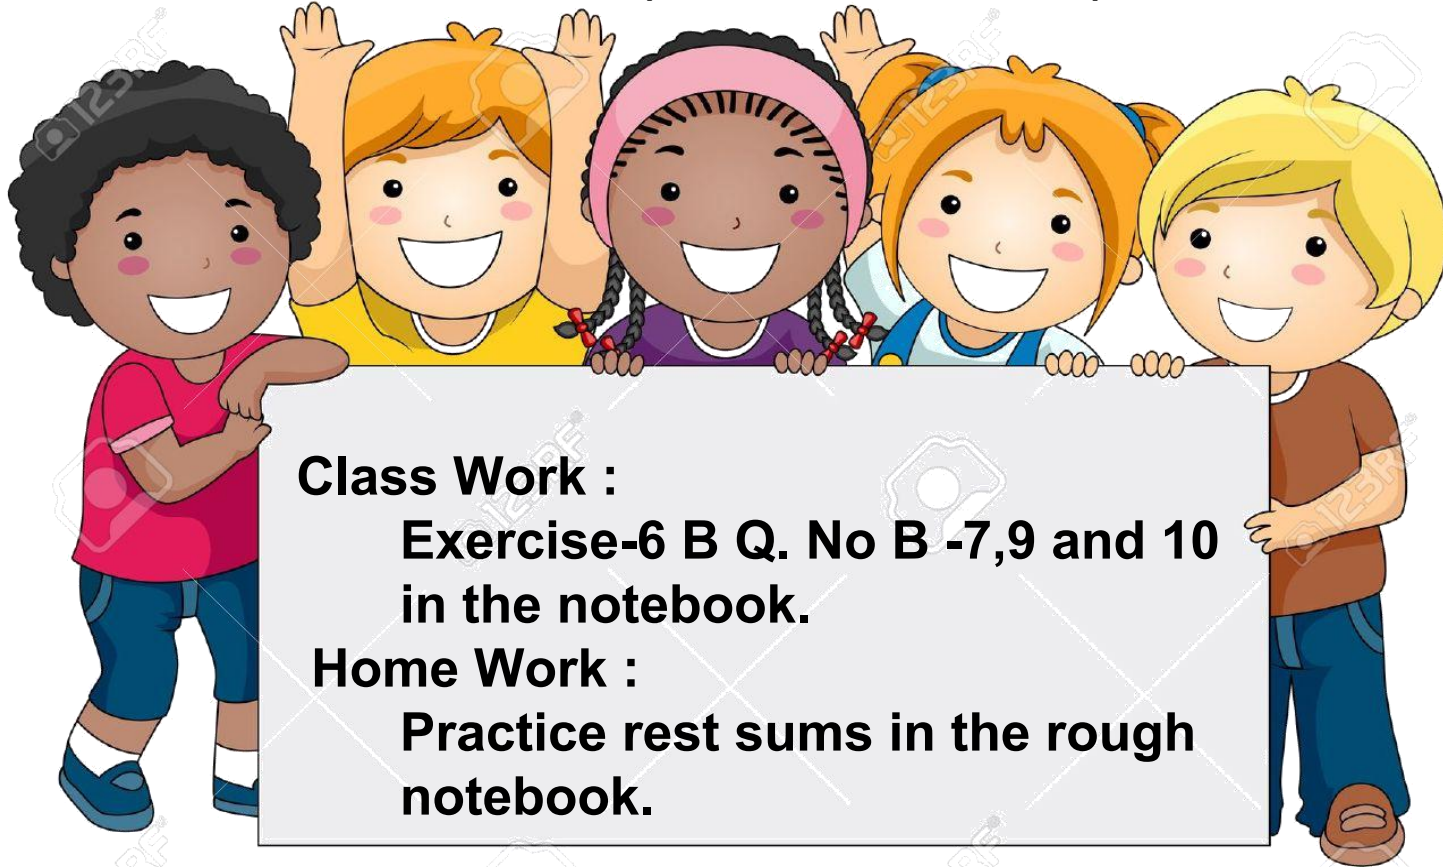 Class Work :
Exercise-6 B Q. No B -7,9 and 10
in the notebook.
Home Work :
Practice rest sums in the rough
notebook.